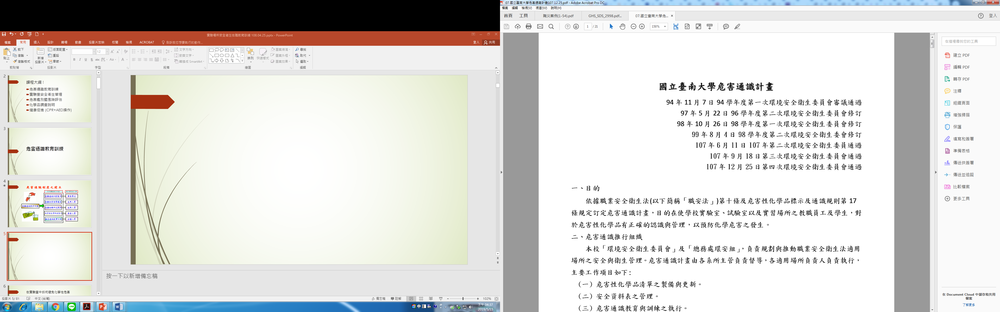 實驗場所安全衛生在職教育訓練 108.04.25.pptx - PowerPoint
檔案 常用 插入 設計 轉場 動畫 投影片放映 校閱 檢視 ACROBAT 告訴我您想要執行的動作... 登入 共用
貼上 剪下 複製 複製格式 剪貼簿
新增投影片 版面配置 重設 章節 投影片
12
B I U S abc AV Aa A 字型
文字方向 對齊文字 轉換成 SmartArt 段落
排列 快速樣式 圖案填滿 圖案外框 圖案效果 繪圖
尋找 取代 選取 編輯
2
課程大綱：
危害通識教育訓練
實驗室安全衛生管理
危害鑑別暨風險評估
化學品調查說明
健康促進 (CPR+AED操作)
3
危害通識教育訓練
4
危害通識制度之建立
5
6
在實驗室中如何避免化學性危害
按一下以新增備忘稿
投影片 5/ 81 中文 (台灣) 備忘稿 註解 102%
LINE
中
下午 04:37
2019/5/15
07.國立臺南大學危害通識計畫107.12.25.pdf - Adobe Acrobat Pro DC
檔案 編輯 檢視(V) 視窗(W) 說明(H)
首頁 工具 職災案例(1-54).pdf GHS_SDS_2998.pdf... 07.國立臺南大學危... × 登入
1 / 21 150%
國立臺南大學危害通識計畫
94 年 11 月 7 日 94 學年度第一次環境安全衛生委員會審議通過
97 年 5 月 22 日 96 學年度第二次環境安全衛生委員會修訂
98 年 10 月 26 日 98 學年度第一次環境安全衛生委員會修訂
99 年 8 月 4 日 98 學年度第二次環境安全衛生委會修訂
107 年 6 月 11 日 107 年第二次環境安全衛生委員通過
107 年 9 月 18 日第三次環境安全衛生委員會通過
107 年 12 月 25 日第四次環境安全衛生委員會通過
一、目的
依據職業安全衛生法(以下簡稱「職安法」)第十條及危害性化學品標示及通識規則第 17
條規定訂定危害通識計畫，目的在使學校實驗室、試驗室以及實習場所之教職員工及學生，對
於危害性化學品有正確的認識與管理，以預防化學危害之發生。
二、危害通識推行組織
本校「環境安全衛生委員會」及「總務處環安組」，負責規劃與推動職業安全衛生法適用
場所之安全與衛生管理。危害通識計畫由各系所主管負責督導，各適用場所負責人負責執行，
主要工作項目如下：
（一）危害性化學品清單之製備與更新。
（二）安全資料表之管理。
（三）危害通識教育與訓練之執行。
在這裡尋找您的工具
建立 PDF
編輯 PDF
轉存 PDF
注釋
組織頁面
增強掃描
保護
填寫和簽署
準備表格
傳送供簽署
傳送並追蹤
比較檔案
更多工具
在 Document Cloud 中儲存和共用
檔案
了解更多